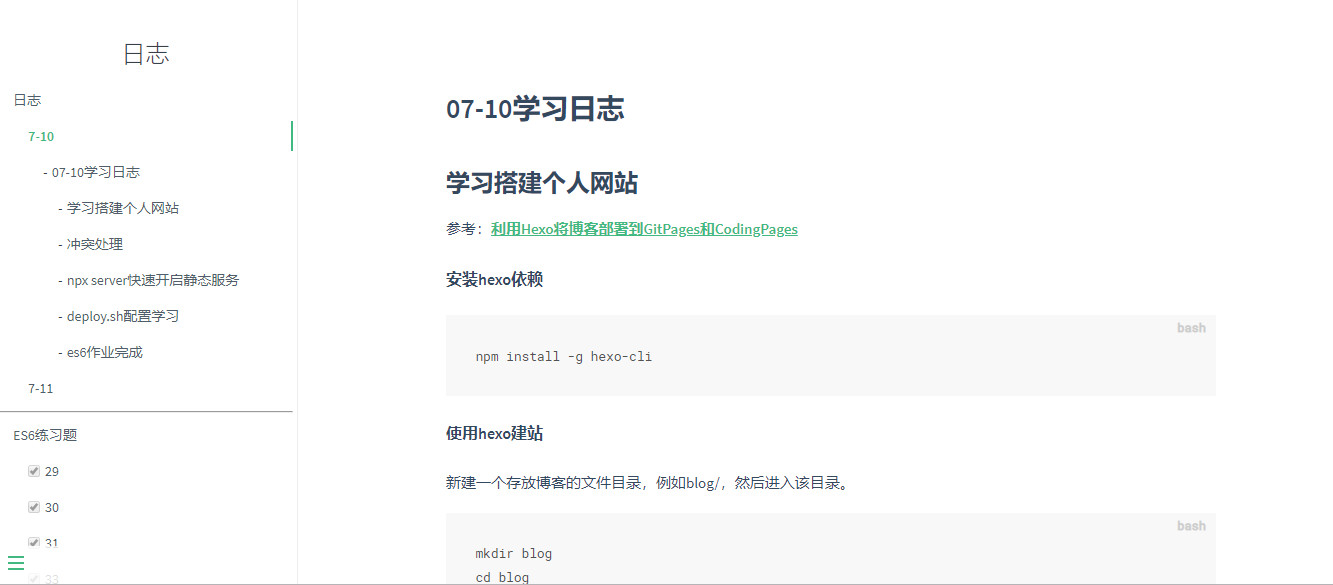 日志
日志
7-10
- 07-10学习日志
- 学习搭建个人网站
- 冲突处理
- npx server快速开启静态服务
- deploy.sh配置学习
- es6作业完成
7-11
ES6练习题
29
30
31
33
07-10学习日志
学习搭建个人网站
参考：利用Hexo将博客部署到GitPages和CodingPages
安装hexo依赖
bash
npm install -g hexo-cli
使用hexo建站
新建一个存放博客的文件目录，例如blog/，然后进入该目录。
bash
mkdir blog
cd blog